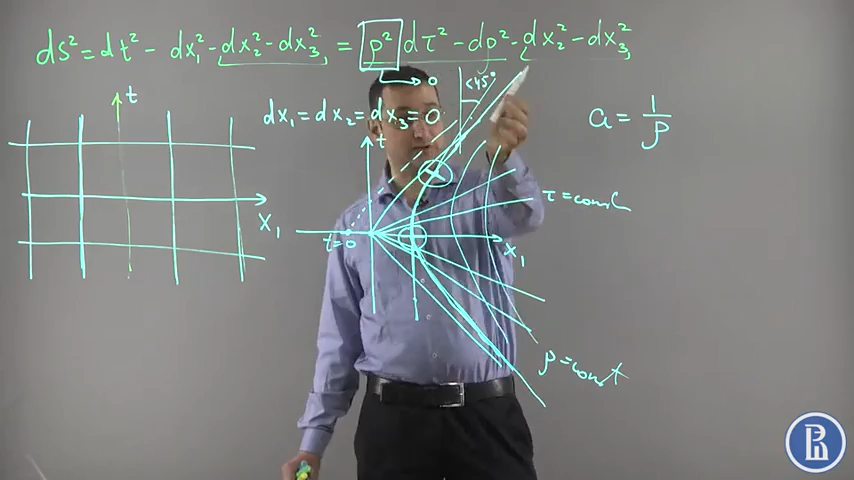 ds² = dt² - dx₁² - dx₂² - dx₃² = ρ² dτ² - dρ² - dx₂² - dx₃²
0
<45°
t
dx₁ = dx₂ = dx₃ = 0
a = 1/ρ
t
τ = const
x₁
t=0
x₁
ρ = const